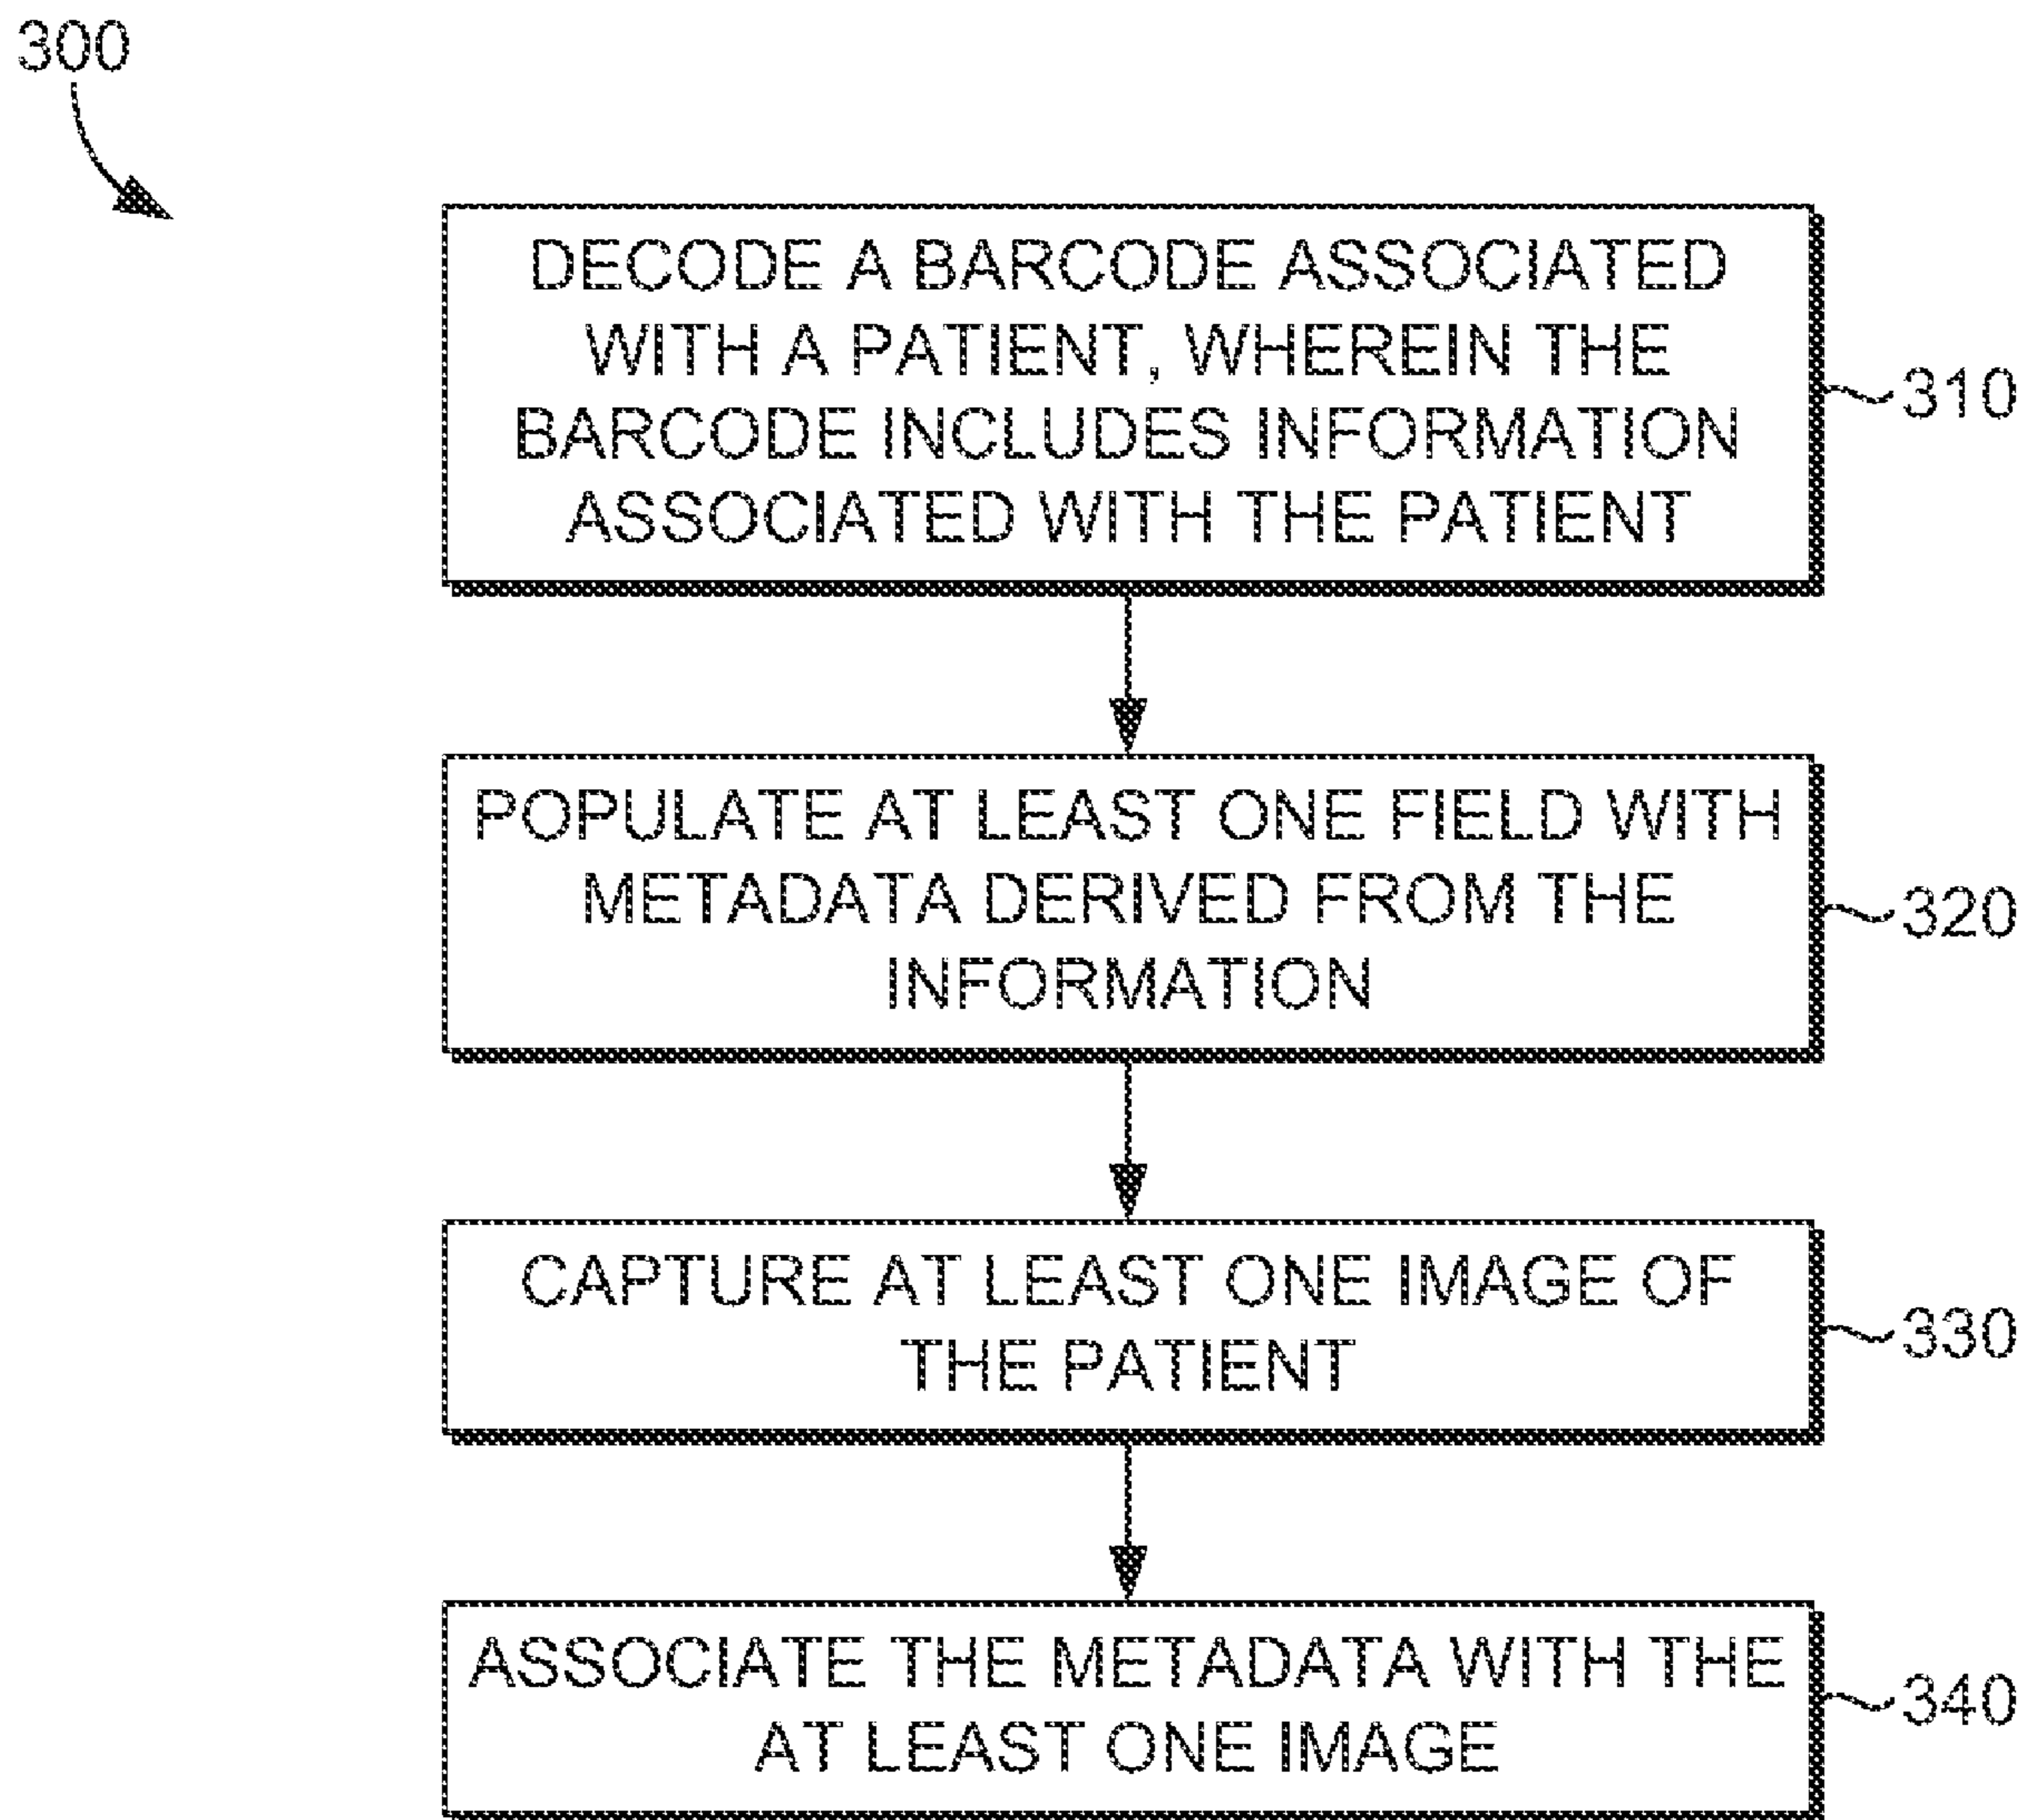 300
DECODE A BARCODE ASSOCIATED
WITH A PATIENT, WHEREIN THE
BARCODE INCLUDES INFORMATION
ASSOCIATED WITH THE PATIENT
310
POPULATE AT LEAST ONE FIELD WITH
METADATA DERIVED FROM THE
INFORMATION
320
CAPTURE AT LEAST ONE IMAGE OF
THE PATIENT
330
ASSOCIATE THE METADATA WITH THE
AT LEAST ONE IMAGE
340